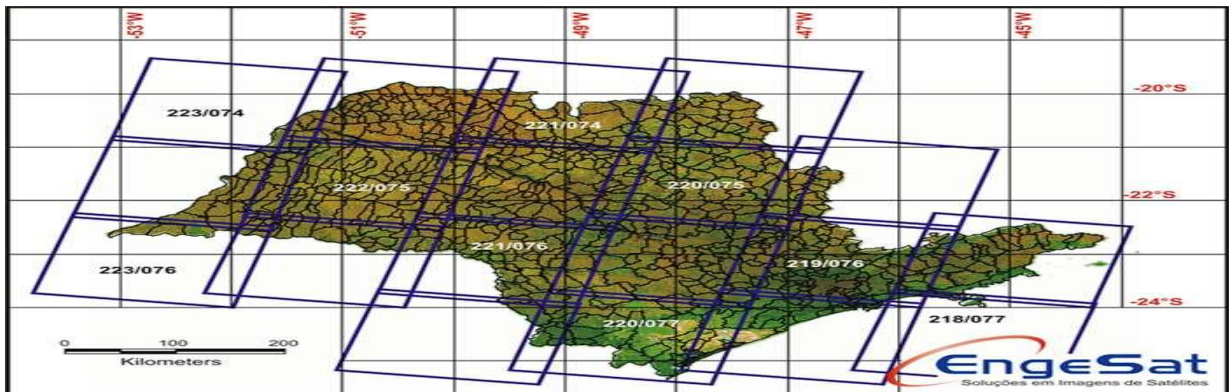 -53°W
-51°W
-49°W
-47°W
-45°W
-20°S
223/074
221/074
222/075
220/075
-22°S
221/076
219/076
223/076
-24°S
220/077
218/077
0 100 200
Kilometers
EngeSat
Soluções em Imagens de Satélites